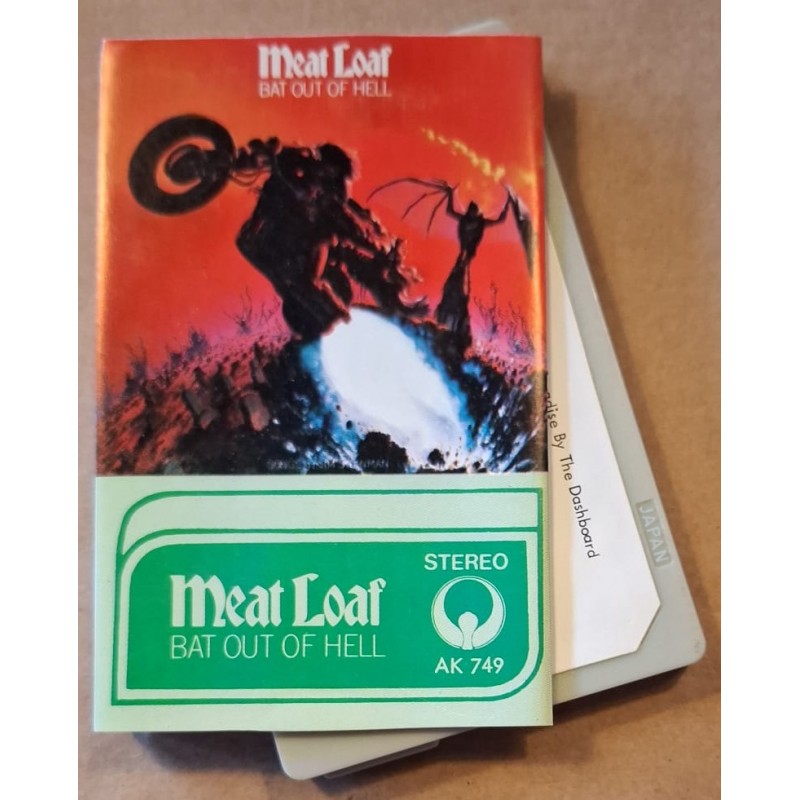 Meat Loaf
BAT OUT OF HELL
Meat Loaf
BAT OUT OF HELL
STEREO
AK 749
By The Dashboard
JAPAN